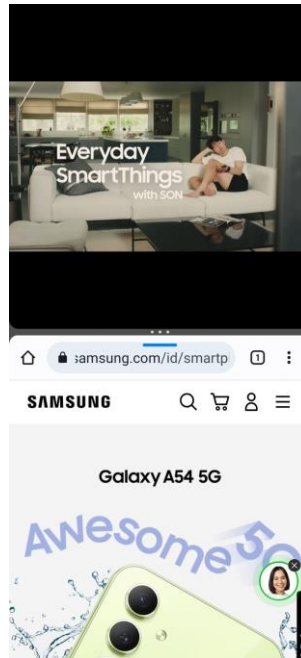 Everyday
SmartThings
with SON
samsung.com/id/smartp
1
SAMSUNG
Galaxy A54 5G
Awesome 5G